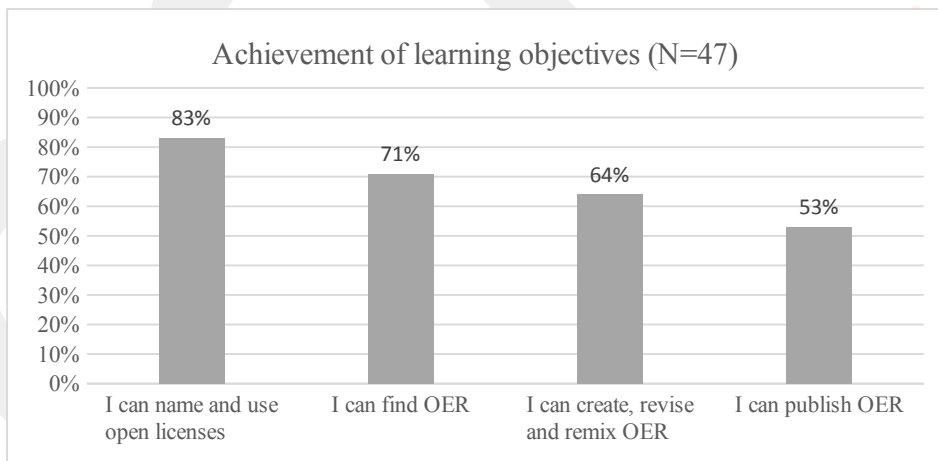 Achievement of learning objectives (N=47)
100%
90%
80%
70%
60%
50%
40%
30%
20%
10%
0%
83%
71%
64%
53%
I can name and use
open licenses
I can find OER
I can create, revise
and remix OER
I can publish OER